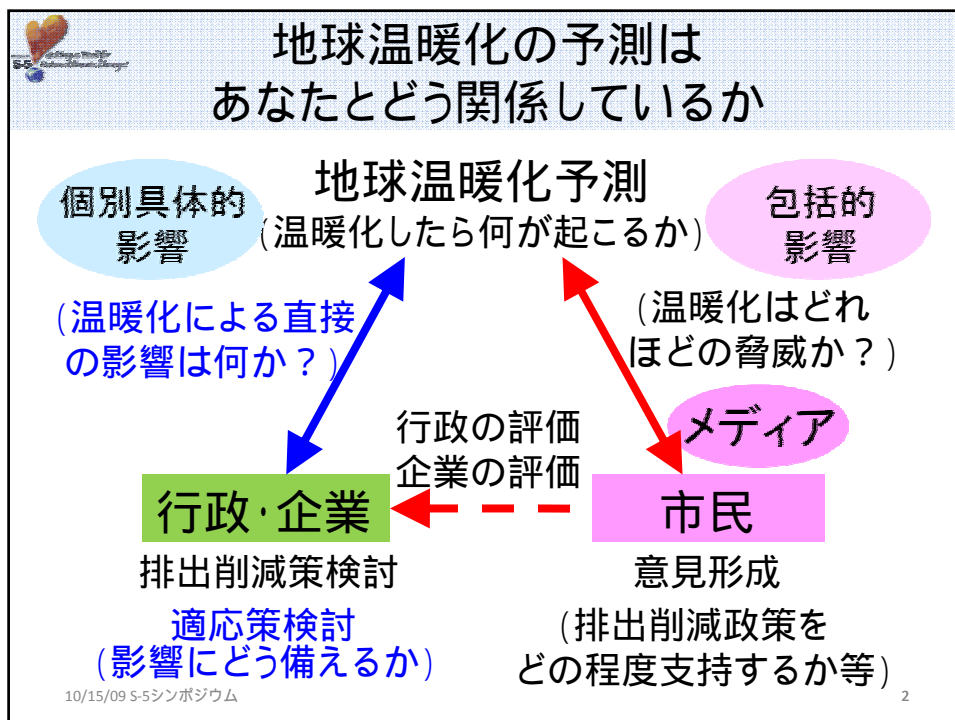 地球温暖化の予測は
あなたとどう関係しているか
S-5
地球温暖化予測
(温暖化したら何が起こるか)
個別具体的
影響
包括的
影響
(温暖化による直接
の影響は何か？)
(温暖化はどれ
ほどの脅威か？)
メディア
行政の評価
企業の評価
行政・企業
市民
排出削減策検討
適応策検討
(影響にどう備えるか)
意見形成
(排出削減政策を
どの程度支持するか等)
10/15/09 S-5シンポジウム
2